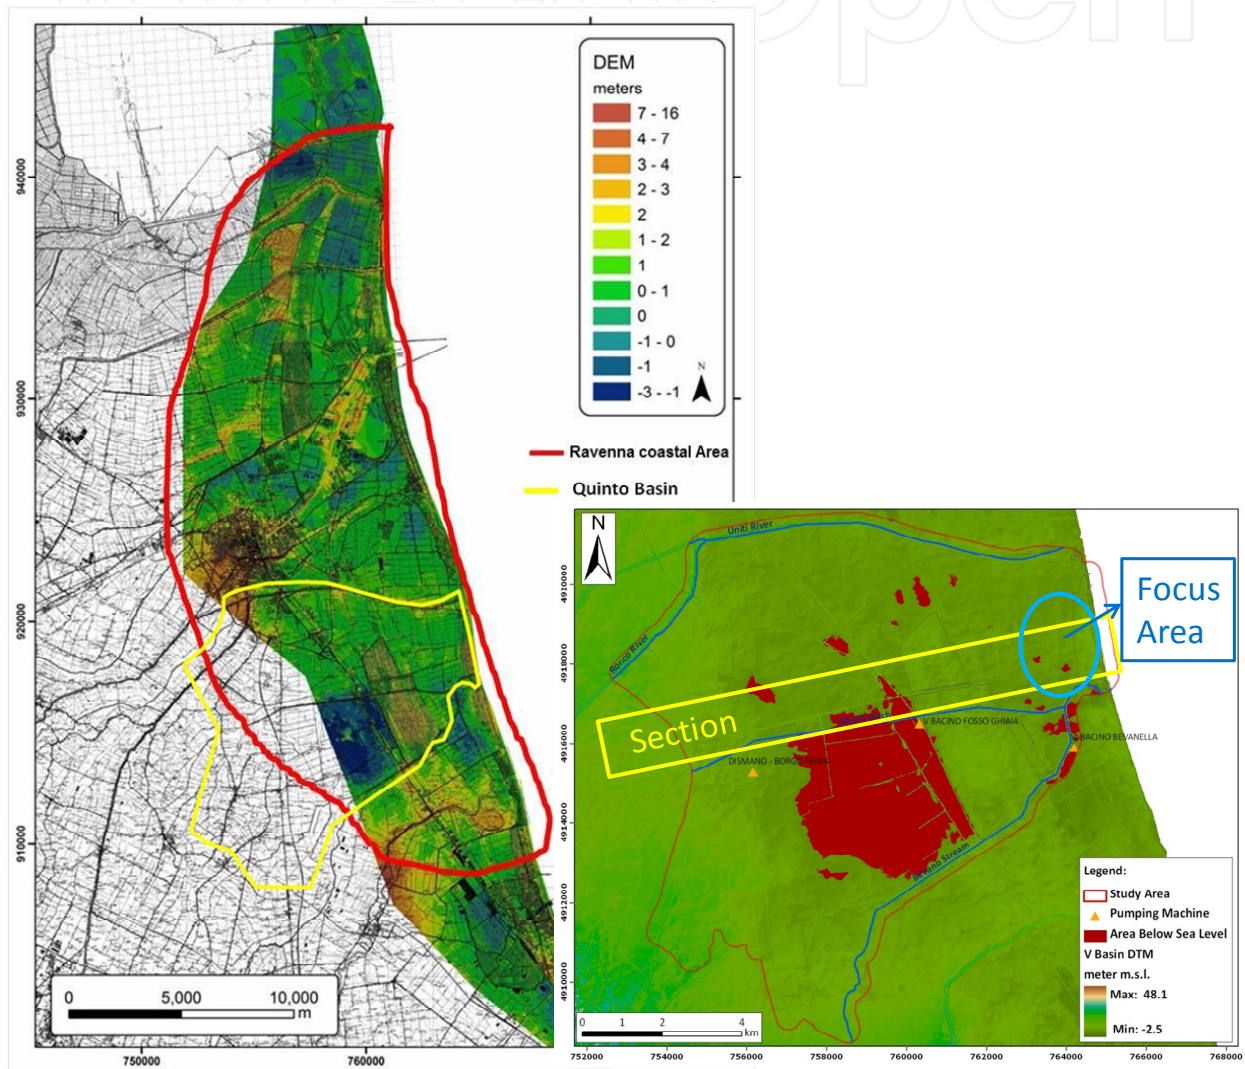 open
DEM
meters
7 - 16
4 - 7
3 - 4
2 - 3
2
1 - 2
1
0 - 1
0
-1 - 0
-1
-3 - -1
N
940000
930000
920000
910000
Ravenna coastal Area
Quinto Basin
0 5,000 10,000
m
750000 760000
N
Uniti River
Ronco River
Focus
Area
Section
V BACINO FOSSO GHIAIA
BACINO BEVANELLA
Bevano Stream
4920000
4918000
4916000
4914000
4912000
4910000
Legend:
Study Area
Pumping Machine
Area Below Sea Level
V Basin DTM
meter m.s.l.
Max: 48.1
Min: -2.5
0 1 2 4
km
752000 754000 756000 758000 760000 762000 764000 766000 768000